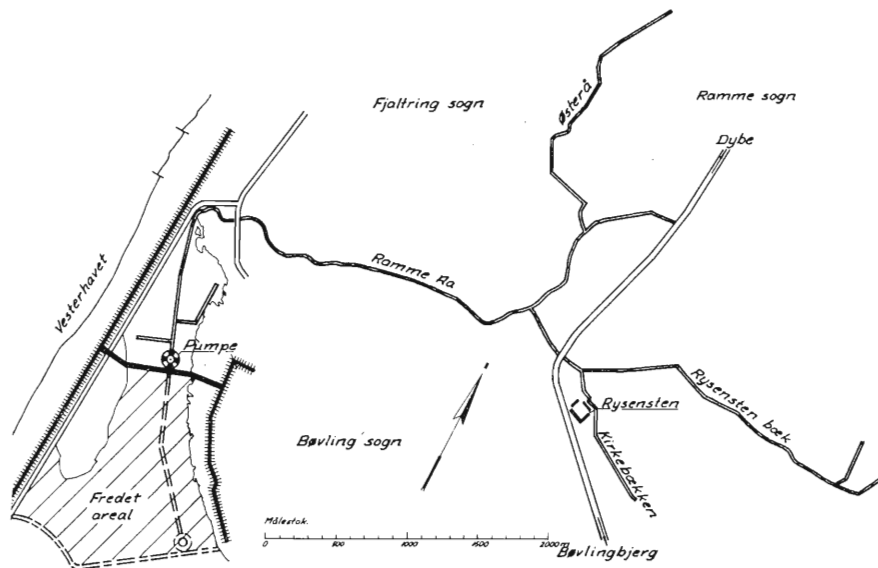 Fjaltring sogn
Ramme sogn
Østerå
Dybe
Vesterhavet
Ramme Aa
Pumpe
Rysensten
Rysensten bæk
Kirkebækken
Bøvling sogn
Fredet
areal
Målestok.
0 500 1000 1500 2000m
Bøvlingbjerg